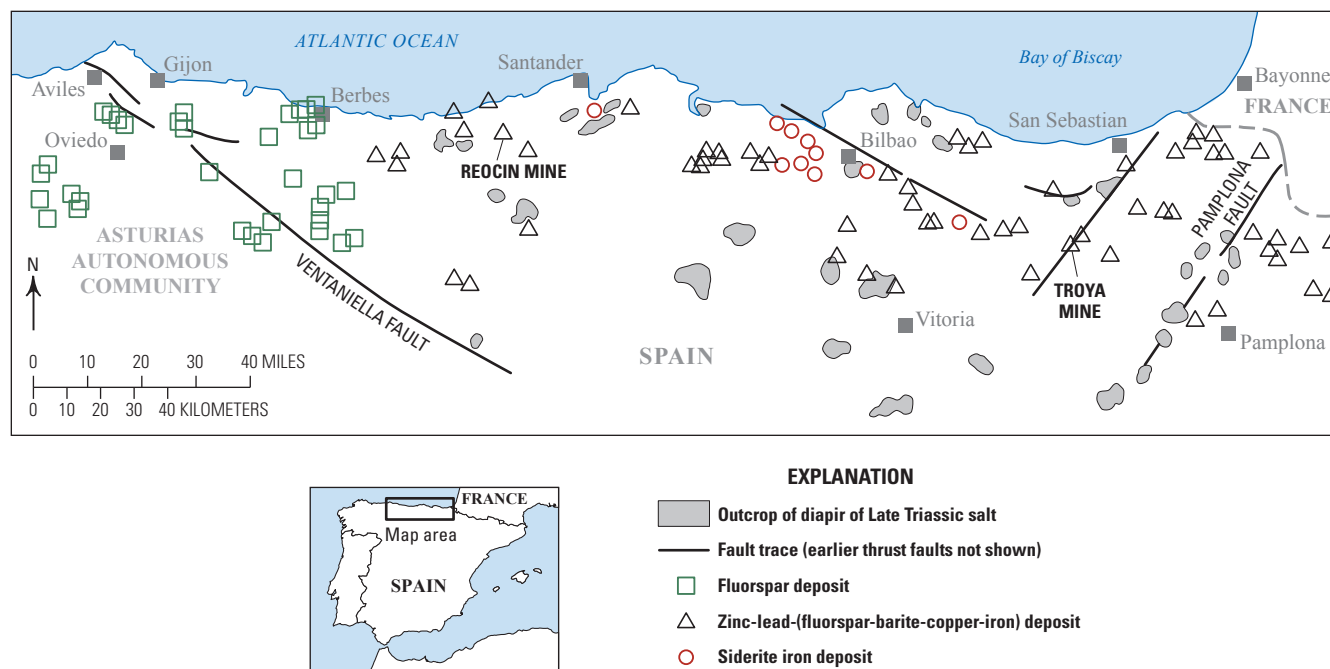 ATLANTIC OCEAN
Bay of Biscay
Gijon
Santander
Aviles
Bayonne
Berbes
FRANCE
Oviedo
Bilbao
San Sebastian
REOCIN MINE
PAMPLONA
FAULT
ASTURIAS
AUTONOMOUS
COMMUNITY
VENTANIELLA FAULT
N
TROYA
MINE
Vitoria
Pamplona
SPAIN
0 10 20 30 40 MILES
0 10 20 30 40 KILOMETERS
FRANCE
Map area
SPAIN
EXPLANATION
Outcrop of diapir of Late Triassic salt
Fault trace (earlier thrust faults not shown)
Fluorspar deposit
Zinc-lead-(fluorspar-barite-copper-iron) deposit
Siderite iron deposit